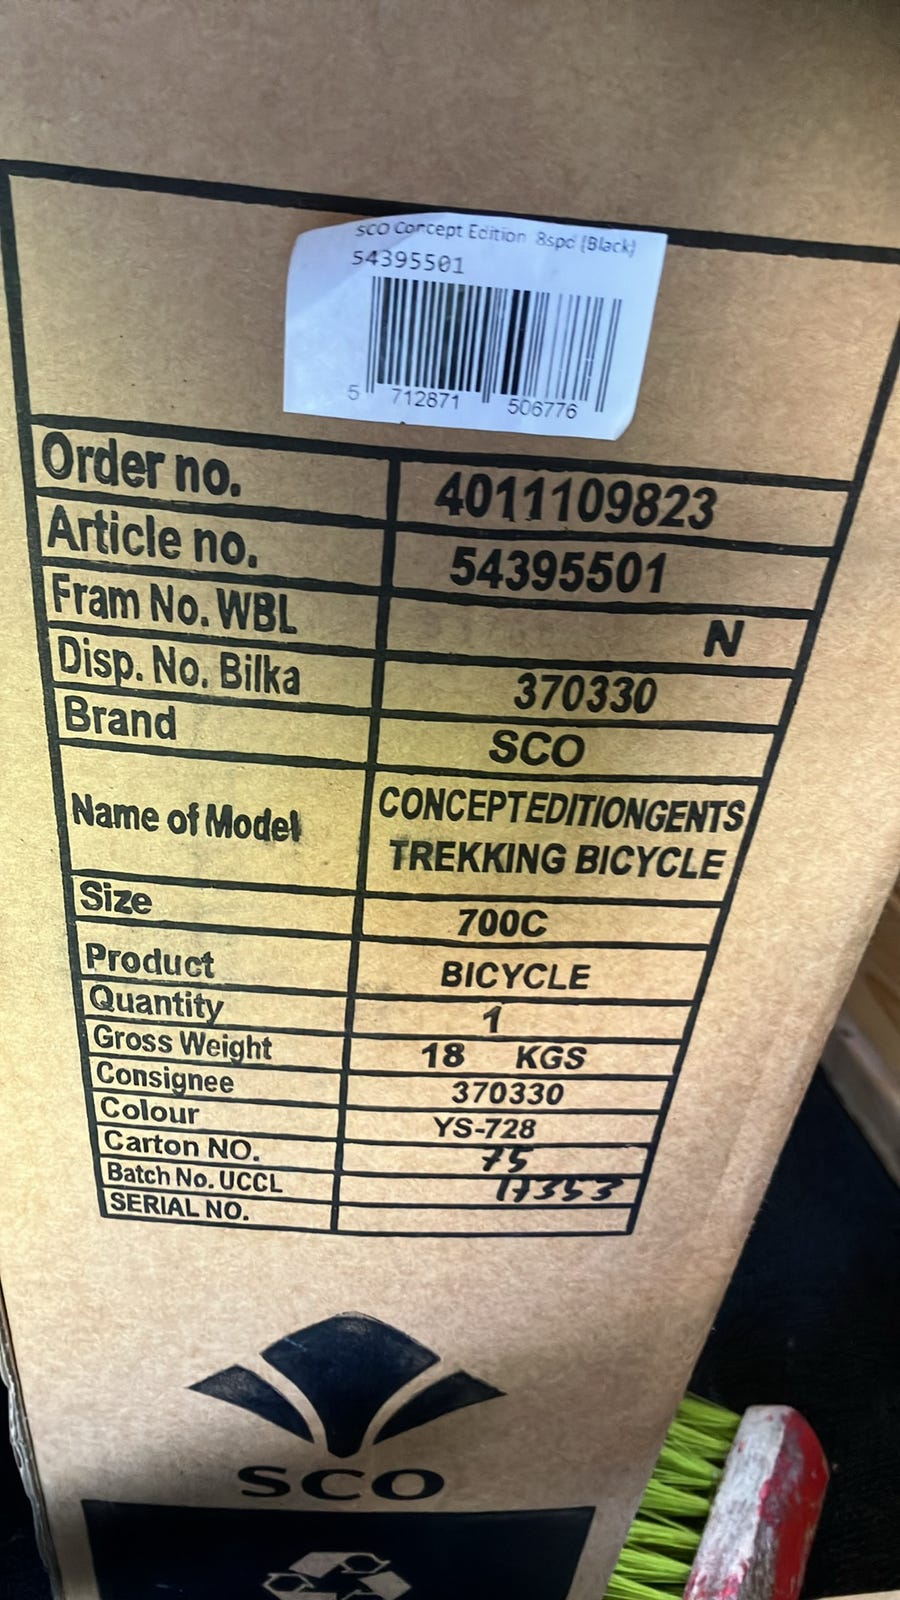 SCO Concept Edition 8spd (Black)
54395501
5 712871 506776
Order no. 4011109823
Article no. 54395501
Fram No. WBL N
Disp. No. Bilka 370330
Brand SCO
Name of Model CONCEPTEDITIONGENTS
TREKKING BICYCLE
Size 700C
Product BICYCLE
Quantity 1
Gross Weight 18 KGS
Consignee 370330
Colour YS-728
Carton NO. 75
Batch No. UCCL 17353
SERIAL NO.
SCO